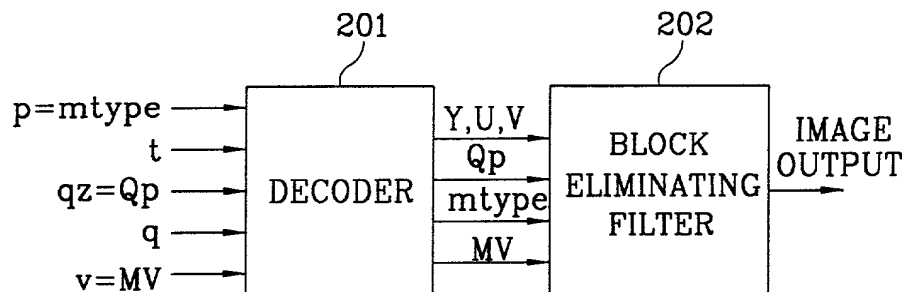 201
202
p=mtype
t
qz=Qp
q
v=MV
DECODER
Y,U,V
Qp
mtype
MV
BLOCK
ELIMINATING
FILTER
IMAGE
OUTPUT